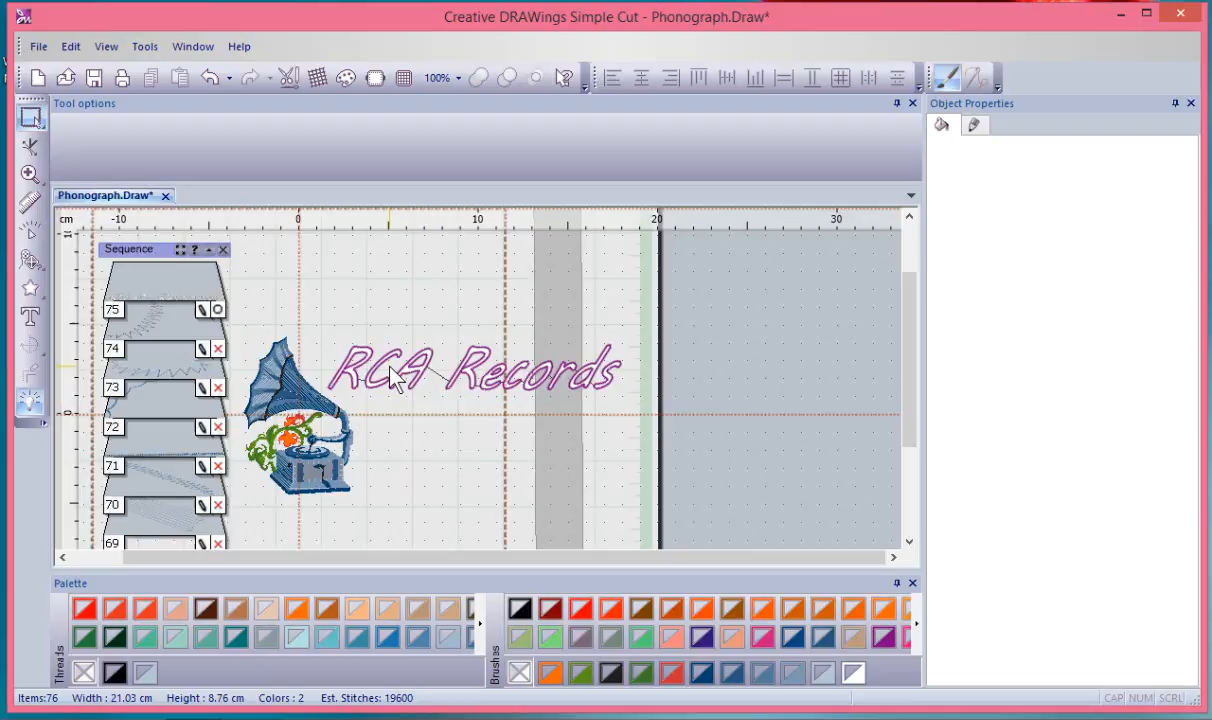 Creative DRAWings Simple Cut - Phonograph.Draw*
File Edit View Tools Window Help
100%
Tool options
Object Properties
Phonograph.Draw*
cm -10 0 10 20 30
Sequence
75
74
73
72
71
70
69
RCA Records
0
Palette
Threads
Brushes
Items:76 Width : 21.03 cm Height : 8.76 cm Colors : 2 Est. Stitches: 19600 CAP NUM SCRL